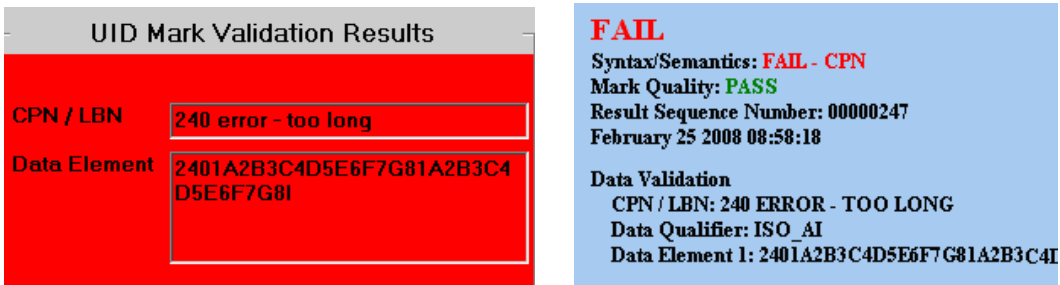 UID Mark Validation Results
CPN / LBN
240 error - too long
Data Element
2401A2B3C4D5E6F7G81A2B3C4
D5E6F7G8I
FAIL
Syntax/Semantics: FAIL - CPN
Mark Quality: PASS
Result Sequence Number: 00000247
February 25 2008 08:58:18
Data Validation
CPN / LBN: 240 ERROR - TOO LONG
Data Qualifier: ISO_AI
Data Element 1: 2401A2B3C4D5E6F7G81A2B3C4D